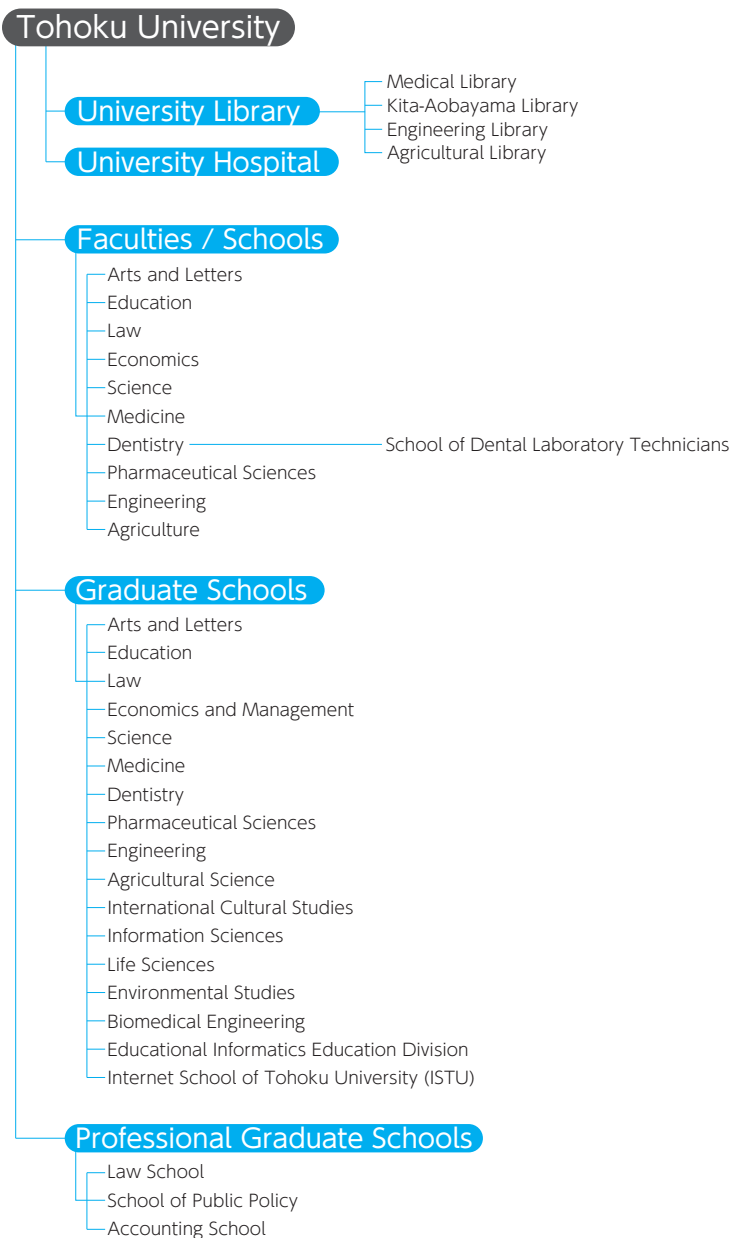 Tohoku University
University Library
Medical Library
Kita-Aobayama Library
Engineering Library
Agricultural Library
University Hospital
Faculties / Schools
Arts and Letters
Education
Law
Economics
Science
Medicine
Dentistry School of Dental Laboratory Technicians
Pharmaceutical Sciences
Engineering
Agriculture
Graduate Schools
Arts and Letters
Education
Law
Economics and Management
Science
Medicine
Dentistry
Pharmaceutical Sciences
Engineering
Agricultural Science
International Cultural Studies
Information Sciences
Life Sciences
Environmental Studies
Biomedical Engineering
Educational Informatics Education Division
Internet School of Tohoku University (ISTU)
Professional Graduate Schools
Law School
School of Public Policy
Accounting School